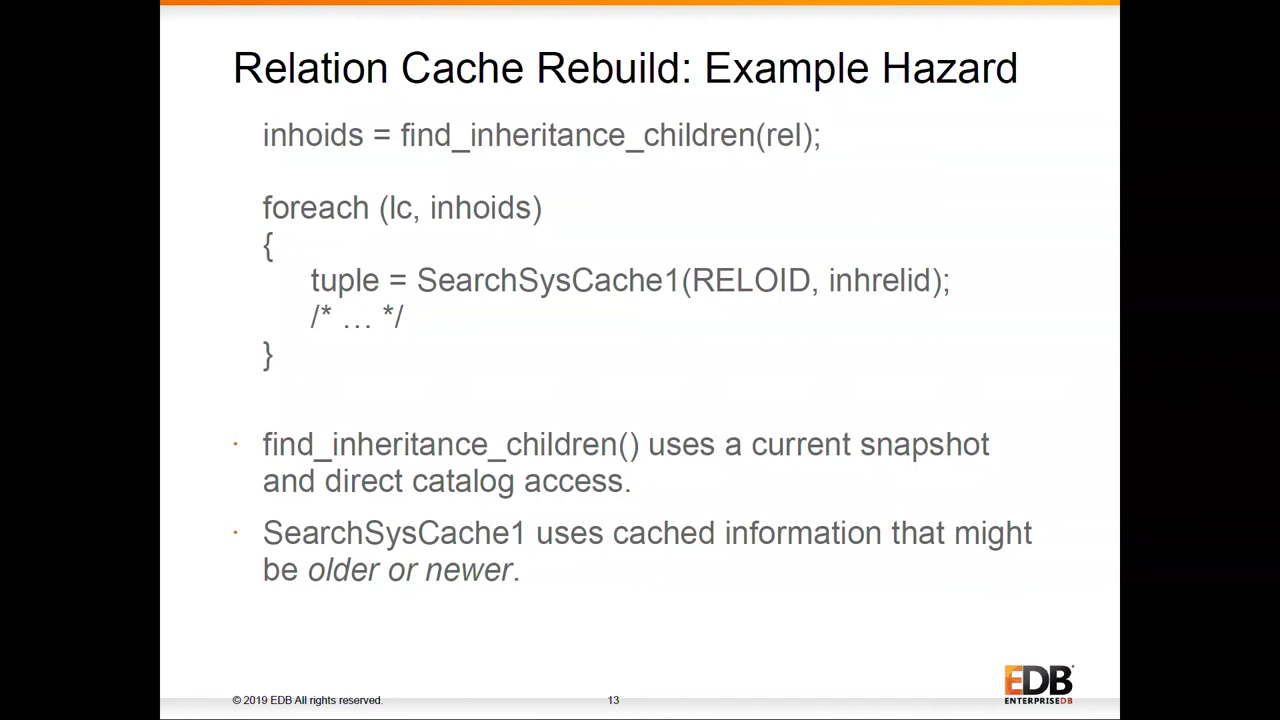 Relation Cache Rebuild: Example Hazard
inhoids = find_inheritance_children(rel);
foreach (lc, inhoids)
{
tuple = SearchSysCache1(RELOID, inhrelid);
/* … */
}
· find_inheritance_children() uses a current snapshot
and direct catalog access.
· SearchSysCache1 uses cached information that might
be older or newer.
© 2019 EDB All rights reserved.
13
EDB
ENTERPRISEDB